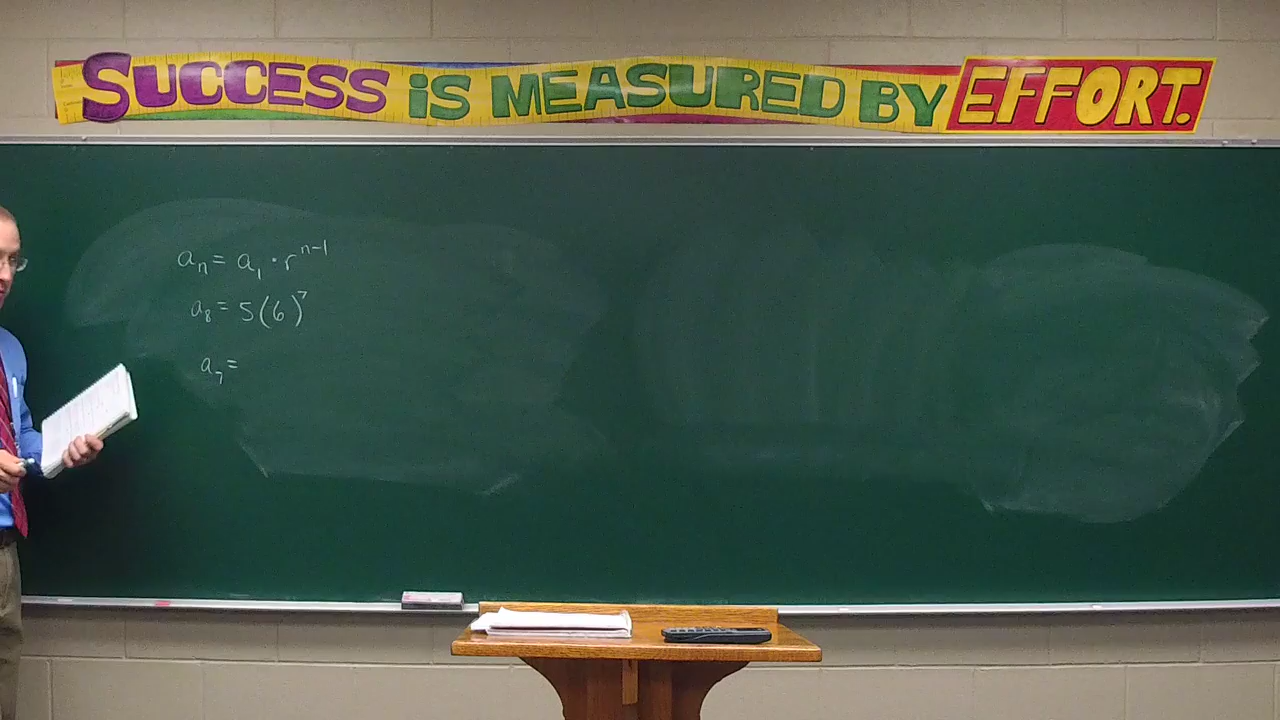 SUCCESS IS MEASURED BY EFFORT.
aₙ = a₁ · rⁿ⁻¹
a₈ = 5(6)⁷
a₇ =